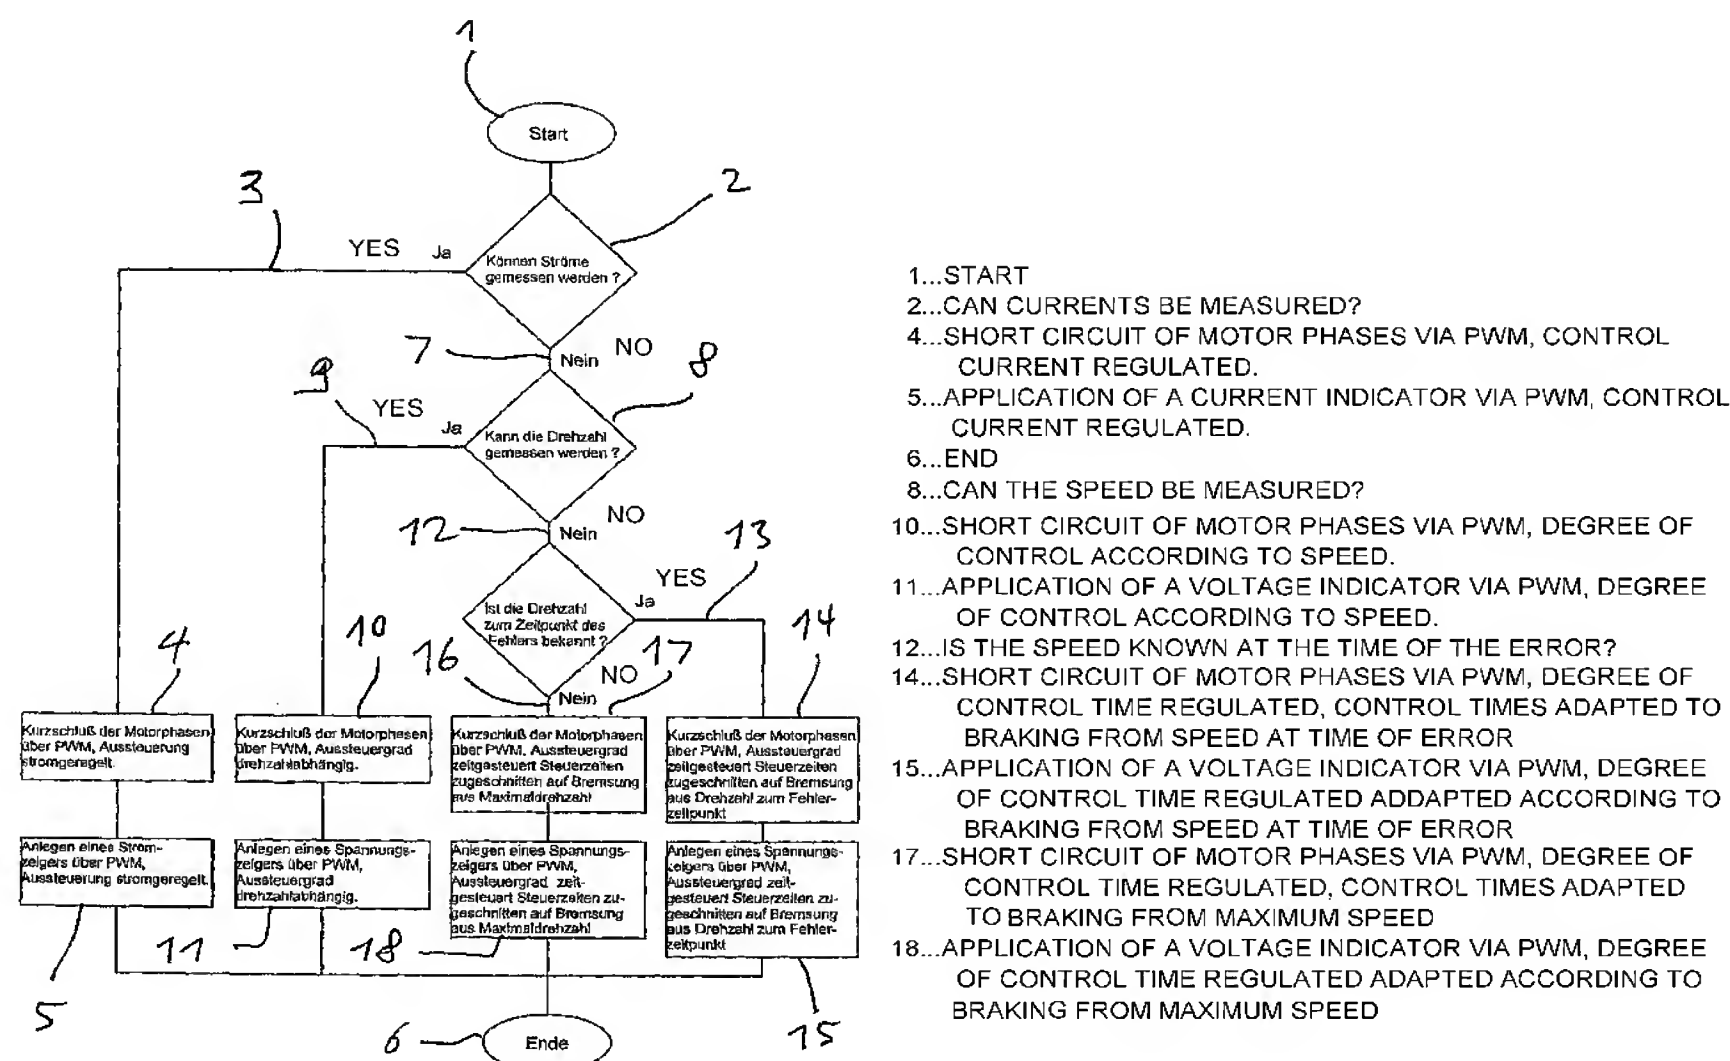 1
Start
3
2
YES
Ja
Können Ströme
gemessen werden ?
7
Nein
NO
8
9
YES
Ja
Kann die Drehzahl
gemessen werden ?
12
Nein
NO
13
YES
Ja
Ist die Drehzahl
zum Zeitpunkt des
Fehlers bekannt ?
4
10
16
Nein
NO
17
14
Kurzschluß der Motorphasen
über PWM, Aussteuerung
stromgeregelt.
Kurzschluß der Motorphasen
über PWM, Aussteuergrad
drehzahlabhängig.
Kurzschluß der Motorphasen
über PWM, Aussteuergrad
zeitgesteuert Steuerzeiten
zugeschnitten auf Bremsung
aus Maximaldrehzahl
Kurzschluß der Motorphasen
über PWM, Aussteuergrad
zeitgesteuert Steuerzeiten
zugeschnitten auf Bremsung
aus Drehzahl zum Fehler-
zeitpunkt
Anlegen eines Strom-
zeigers über PWM,
Aussteuerung stromgeregelt.
Anlegen eines Spannungs-
zeigers über PWM,
Aussteuergrad
drehzahlabhängig.
Anlegen eines Spannungs-
zeigers über PWM,
Aussteuergrad zeit-
gesteuert Steuerzeiten zu-
geschnitten auf Bremsung
aus Maximaldrehzahl
Anlegen eines Spannungs-
zeigers über PWM,
Aussteuergrad zeit-
gesteuert Steuerzeiten zu-
geschnitten auf Bremsung
aus Drehzahl zum Fehler-
zeitpunkt
5
11
18
15
6
Ende
1...START
2...CAN CURRENTS BE MEASURED?
4...SHORT CIRCUIT OF MOTOR PHASES VIA PWM, CONTROL
CURRENT REGULATED.
5...APPLICATION OF A CURRENT INDICATOR VIA PWM, CONTROL
CURRENT REGULATED.
6...END
8...CAN THE SPEED BE MEASURED?
10...SHORT CIRCUIT OF MOTOR PHASES VIA PWM, DEGREE OF
CONTROL ACCORDING TO SPEED.
11...APPLICATION OF A VOLTAGE INDICATOR VIA PWM, DEGREE
OF CONTROL ACCORDING TO SPEED.
12...IS THE SPEED KNOWN AT THE TIME OF THE ERROR?
14...SHORT CIRCUIT OF MOTOR PHASES VIA PWM, DEGREE OF
CONTROL TIME REGULATED, CONTROL TIMES ADAPTED TO
BRAKING FROM SPEED AT TIME OF ERROR
15...APPLICATION OF A VOLTAGE INDICATOR VIA PWM, DEGREE
OF CONTROL TIME REGULATED ADDAPTED ACCORDING TO
BRAKING FROM SPEED AT TIME OF ERROR
17...SHORT CIRCUIT OF MOTOR PHASES VIA PWM, DEGREE OF
CONTROL TIME REGULATED, CONTROL TIMES ADAPTED
TO BRAKING FROM MAXIMUM SPEED
18...APPLICATION OF A VOLTAGE INDICATOR VIA PWM, DEGREE
OF CONTROL TIME REGULATED ADAPTED ACCORDING TO
BRAKING FROM MAXIMUM SPEED